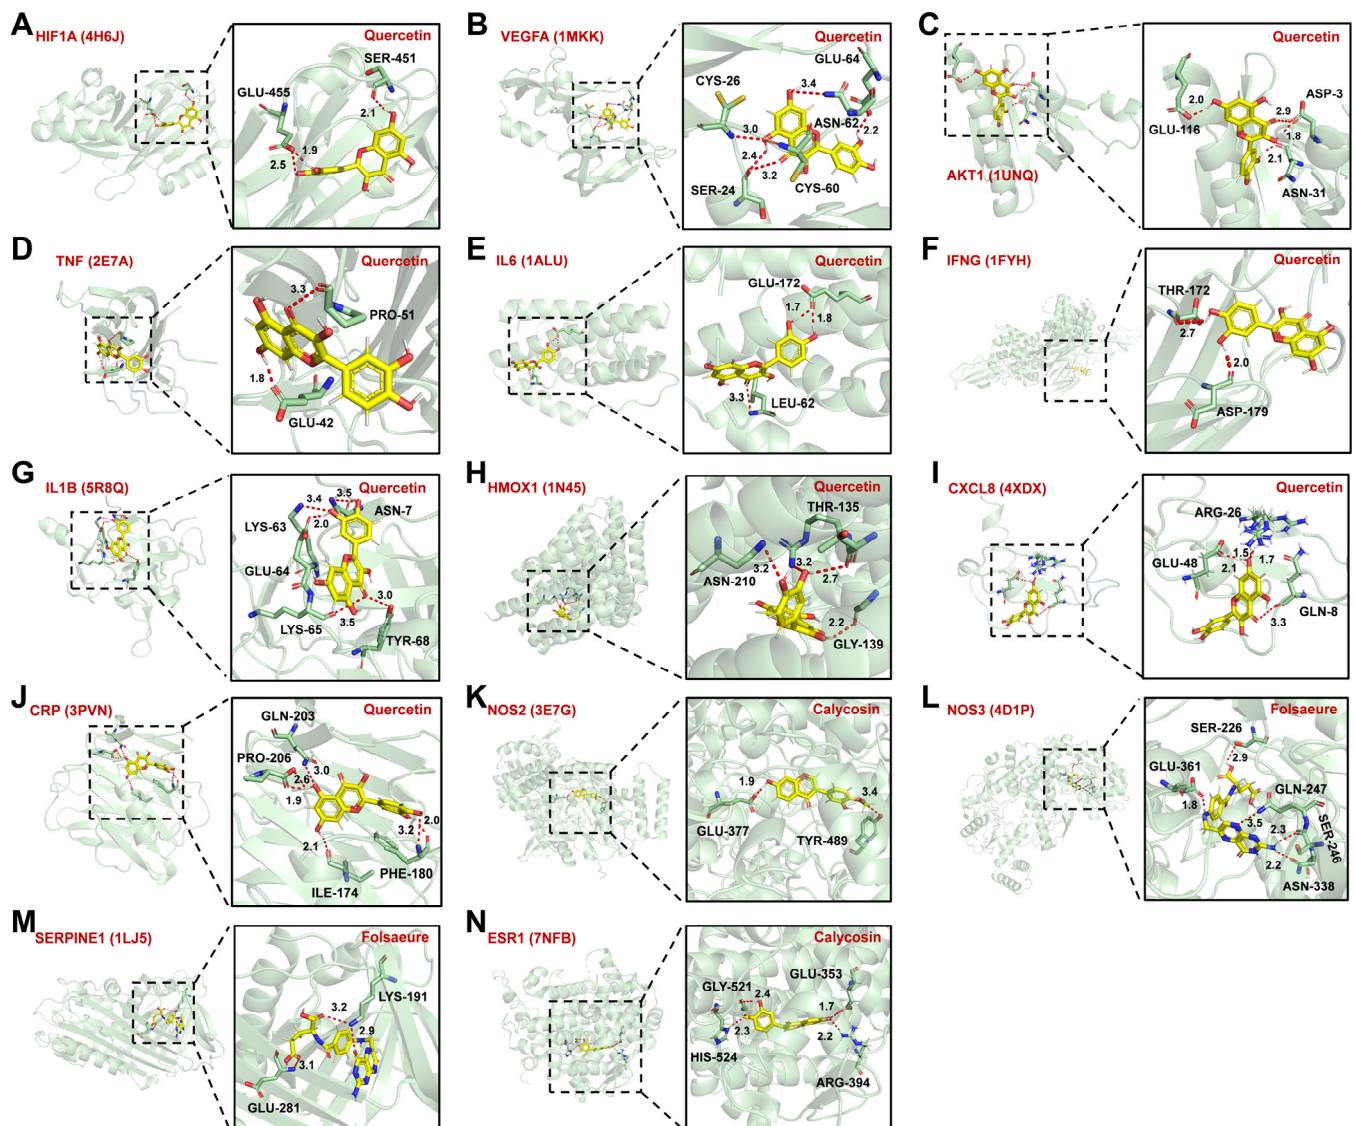 A
HIF1A (4H6J)
Quercetin
SER-451
GLU-455
2.1
1.9
2.5
B
VEGFA (1MKK)
Quercetin
GLU-64
CYS-26
3.4
ASN-62
3.0
2.2
2.4
3.2
SER-24
CYS-60
C
AKT1 (1UNQ)
Quercetin
ASP-3
2.0
2.9
GLU-116
1.8
2.1
ASN-31
D
TNF (2E7A)
Quercetin
3.3
PRO-51
1.8
GLU-42
E
IL6 (1ALU)
Quercetin
GLU-172
1.7
1.8
3.3
LEU-62
F
IFNG (1FYH)
Quercetin
THR-172
2.7
2.0
ASP-179
G
IL1B (5R8Q)
Quercetin
3.4
3.5
ASN-7
LYS-63
2.0
GLU-64
3.0
3.5
LYS-65
TYR-68
H
HMOX1 (1N45)
Quercetin
THR-135
ASN-210
3.2
3.2
2.7
2.2
GLY-139
I
CXCL8 (4XDX)
Quercetin
ARG-26
GLU-48
1.5
2.1
1.7
GLN-8
3.3
J
CRP (3PVN)
Quercetin
GLN-203
PRO-206
3.0
2.6
1.9
2.0
3.2
2.1
PHE-180
ILE-174
K
NOS2 (3E7G)
Calycosin
1.9
3.4
GLU-377
TYR-489
L
NOS3 (4D1P)
Folsaeure
SER-226
2.9
GLU-361
GLN-247
1.8
3.5
2.3
SER-246
2.2
ASN-338
M
SERPINE1 (1LJ5)
Folsaeure
LYS-191
3.2
2.9
3.1
GLU-281
N
ESR1 (7NFB)
Calycosin
GLU-353
GLY-521
2.4
1.7
2.3
2.2
HIS-524
ARG-394